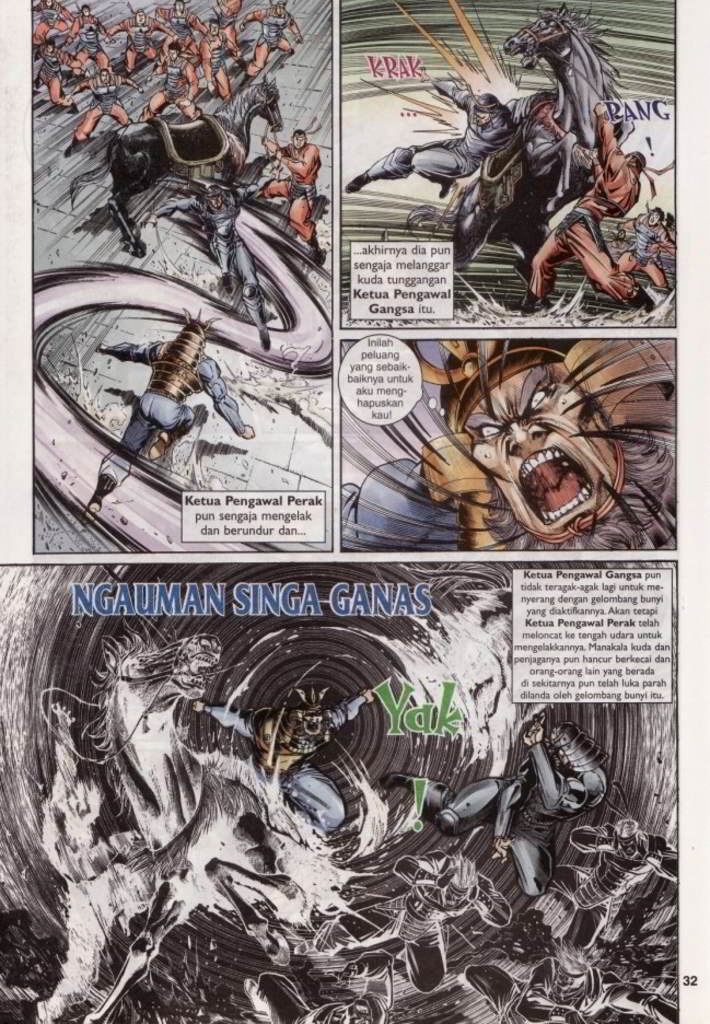 Ketua Pengawal Perak
pun sengaja mengelak
dan berundur dan...
K-RAK
...
RANG
!
...akhirnya dia pun
sengaja melanggar
kuda tunggangan
Ketua Pengawal
Gangsa itu.
Inilah
peluang
yang sebaik-
baiknya untuk
aku meng-
hapuskan
kau!
NGAUMAN SINGA GANAS
Ketua Pengawal Gangsa pun
tidak teragak-agak lagi untuk me-
nyerang dengan gelombang bunyi
yang diaktifkannya. Akan tetapi
Ketua Pengawal Perak telah
meloncat ke tengah udara untuk
mengelakkannya. Manakala kuda dan
penjaganya pun hancur berkecai dan
orang-orang lain yang berada
di sekitarnya pun telah luka parah
dilanda oleh gelombang bunyi itu.
Yak
!
32